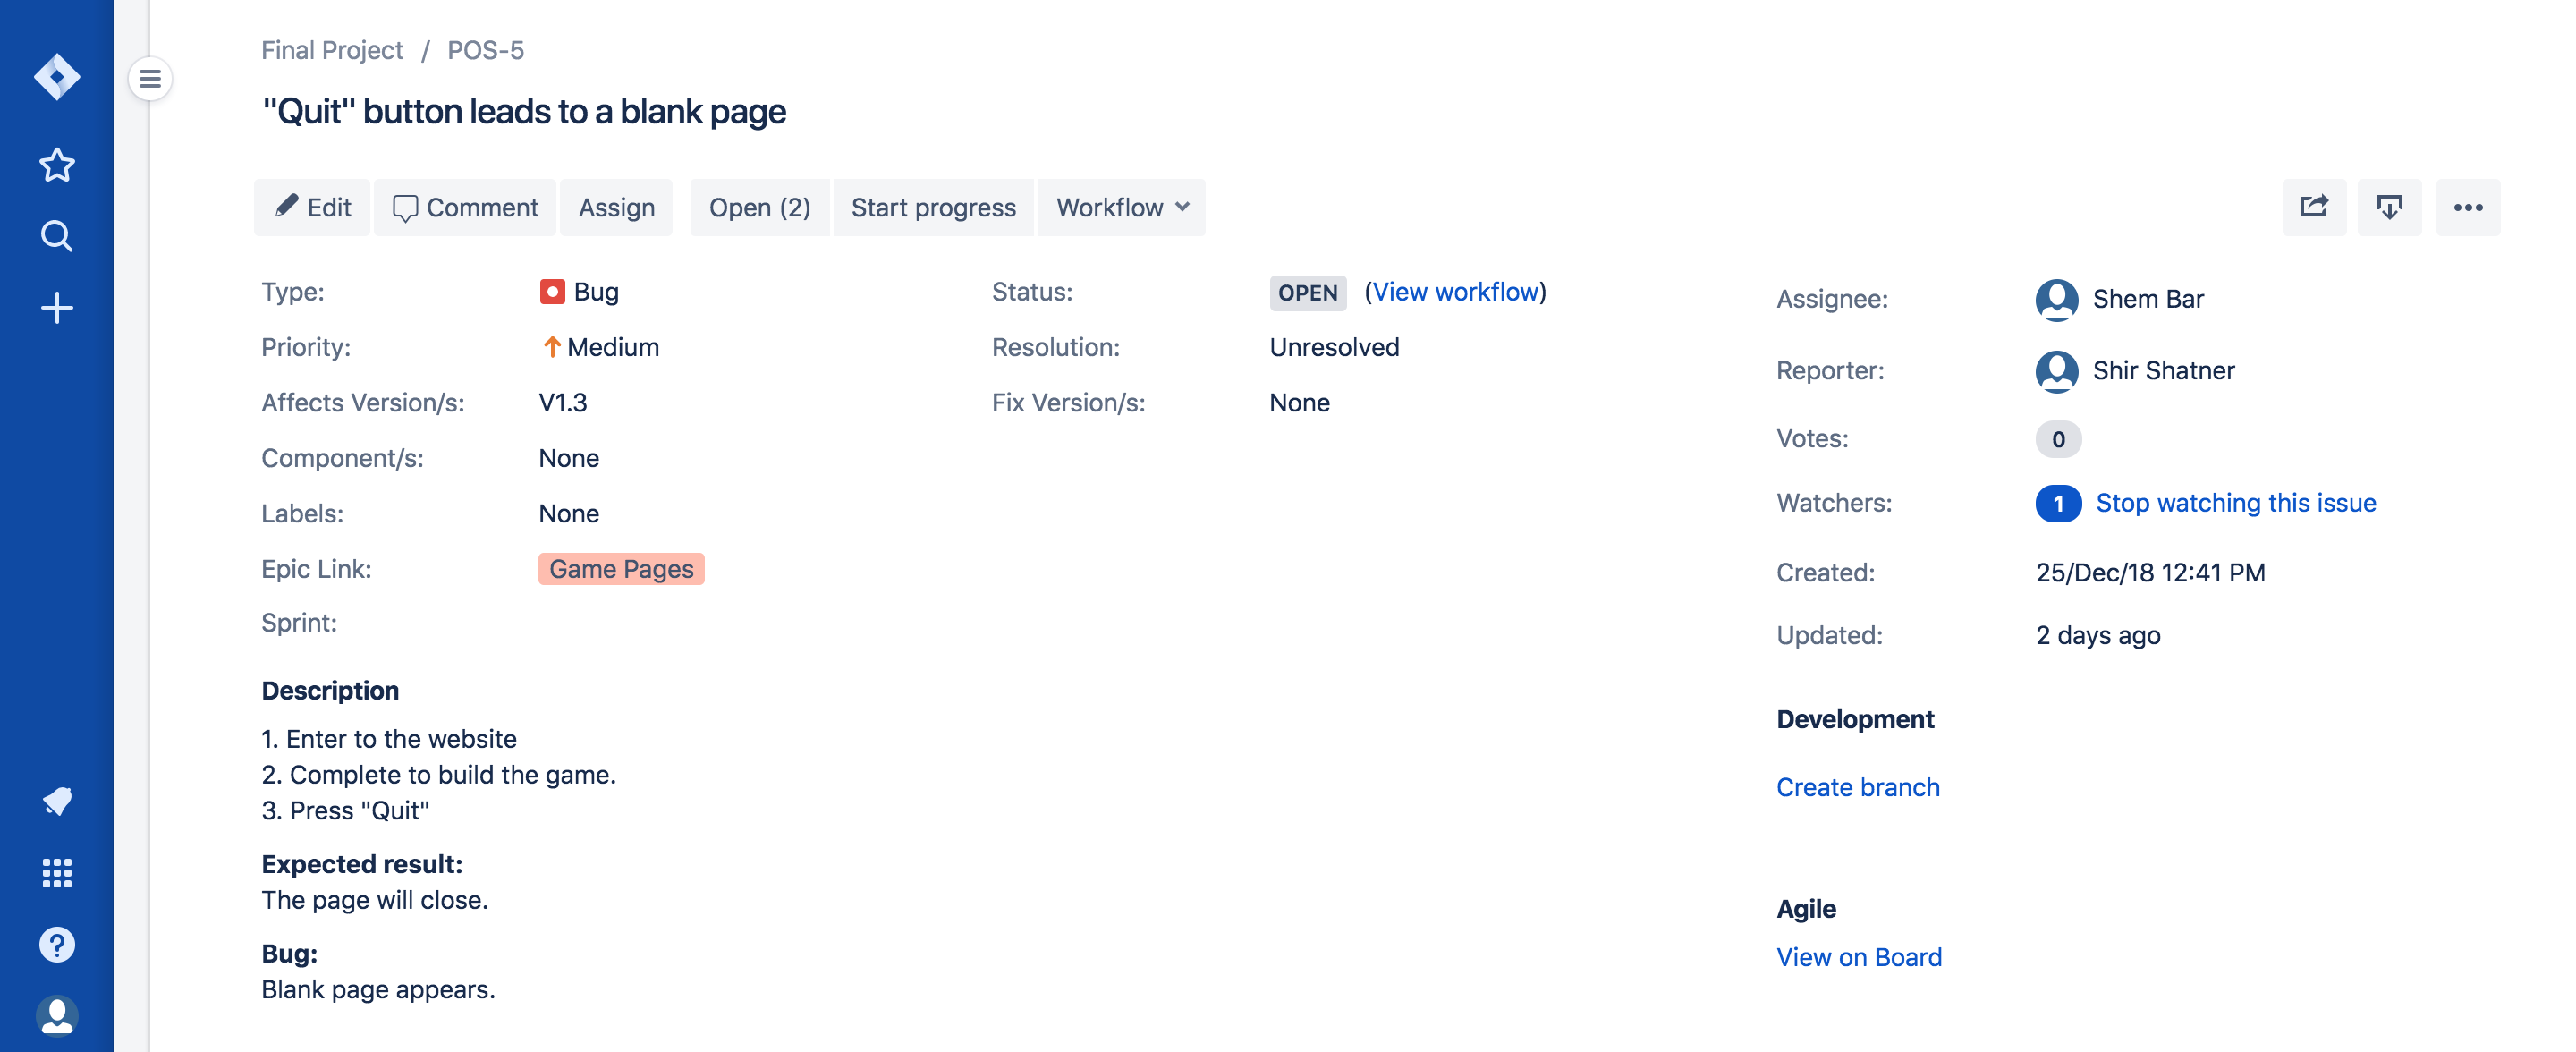 Final Project / POS-5
"Quit" button leads to a blank page
Edit Comment Assign Open (2) Start progress Workflow
Type: Bug
Priority: Medium
Affects Version/s: V1.3
Component/s: None
Labels: None
Epic Link: Game Pages
Sprint:
Status: OPEN (View workflow)
Resolution: Unresolved
Fix Version/s: None
Description
1. Enter to the website
2. Complete to build the game.
3. Press "Quit"
Expected result:
The page will close.
Bug:
Blank page appears.
Assignee: Shem Bar
Reporter: Shir Shatner
Votes: 0
Watchers: 1 Stop watching this issue
Created: 25/Dec/18 12:41 PM
Updated: 2 days ago
Development
Create branch
Agile
View on Board